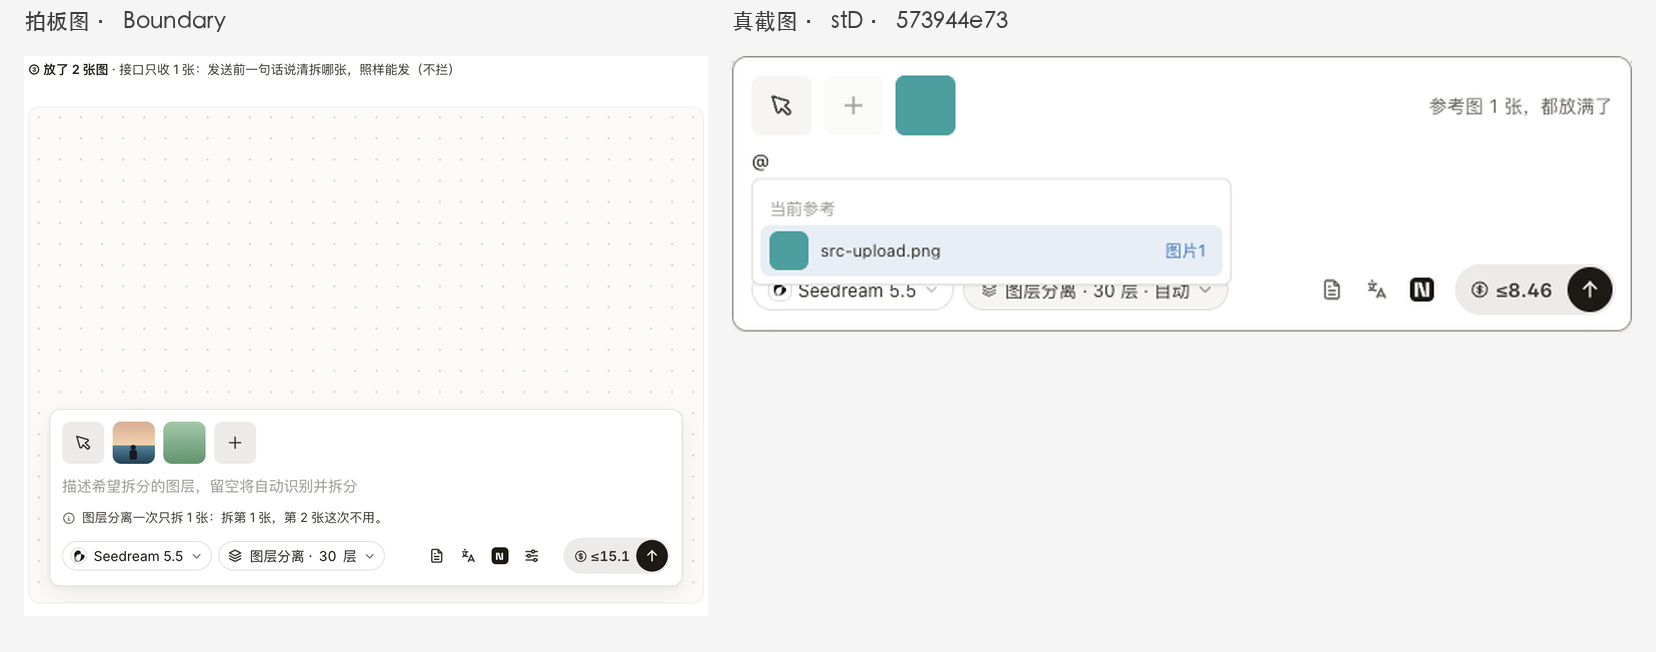 拍板图 · Boundary
③ 放了 2 张图 · 接口只收 1 张：发送前一句话说清拆哪张，照样能发（不拦）
描述希望拆分的图层，留空将自动识别并拆分
图层分离一次只拆 1 张：拆第 1 张，第 2 张这次不用。
Seedream 5.5
图层分离 · 30 层
N
≤15.1
真截图 · stD · 573944e73
参考图 1 张，都放满了
@
当前参考
src-upload.png
图片1
Seedream 5.5
图层分离 · 30 层 · 自动
N
≤8.46